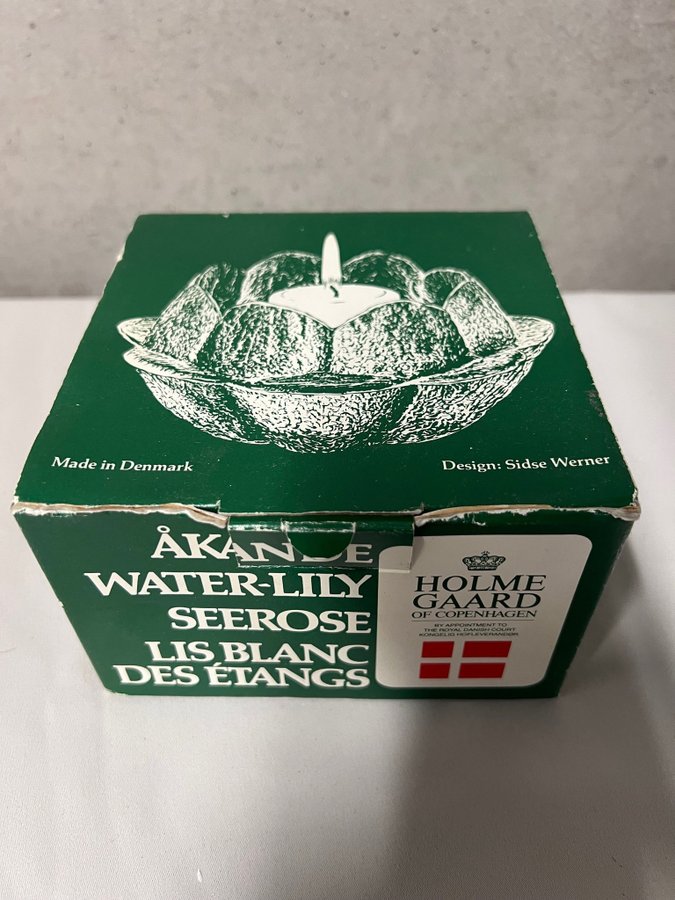 Made in Denmark
Design: Sidse Werner
WATER-LILY
SEEROSE
LIS BLANC
DES ÉTANGS
HOLME
GAARD
OF COPENHAGEN
BY APPOINTMENT TO
THE ROYAL DANISH COURT
KONGELIG HOFLEVERANDØR